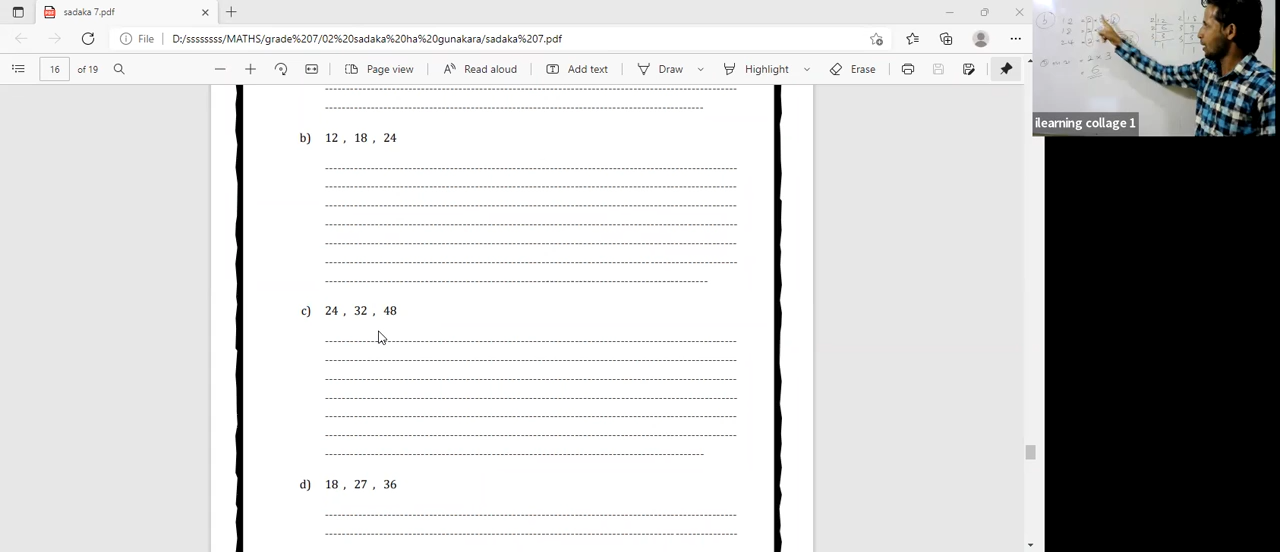 sadaka 7.pdf
File
D:/ssssssss/MATHS/grade%207/02%20sadaka%20ha%20gunakara/sadaka%207.pdf
16 of 19
Page view
Read aloud
Add text
Draw
Highlight
Erase
ilearning collage 1
b) 12 , 18 , 24
c) 24 , 32 , 48
d) 18 , 27 , 36